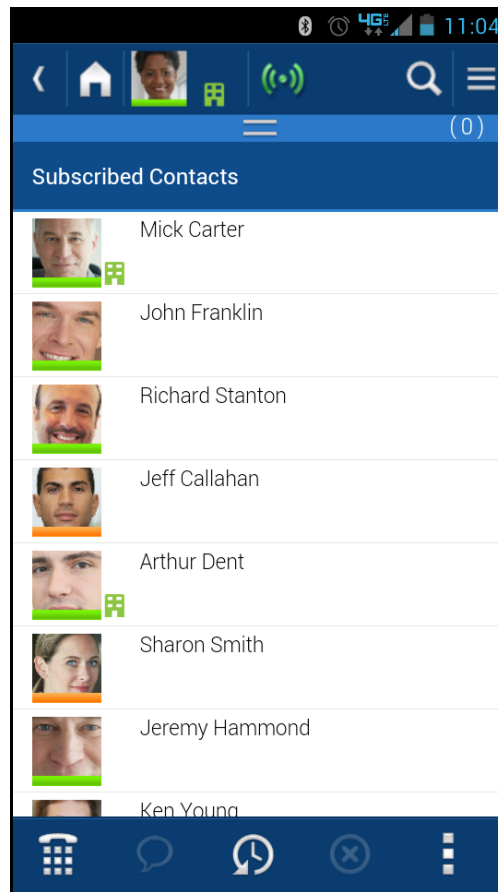 4G 11:04
(0)
Subscribed Contacts
Mick Carter
John Franklin
Richard Stanton
Jeff Callahan
Arthur Dent
Sharon Smith
Jeremy Hammond
Ken Young